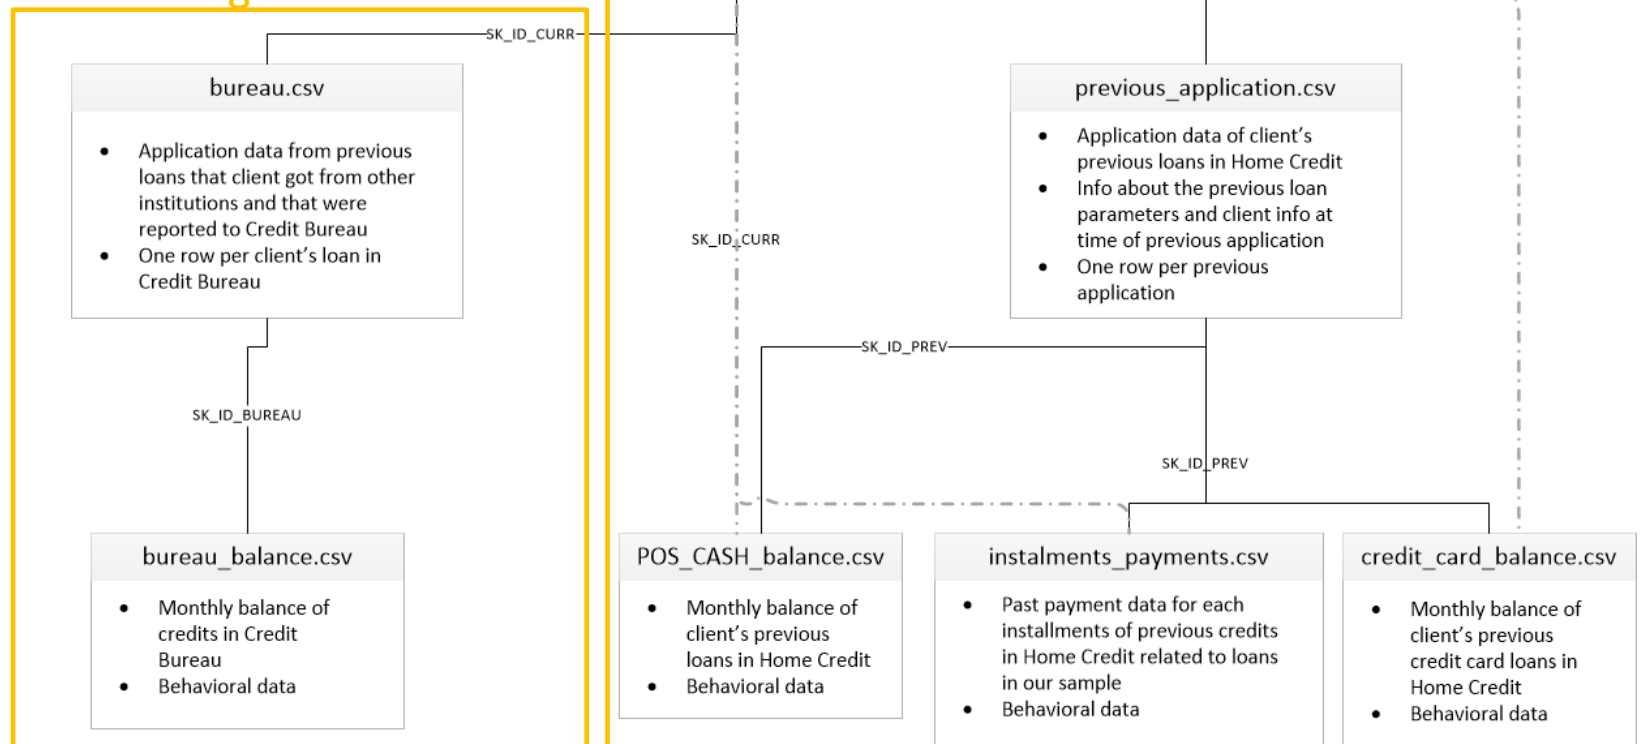 SK_ID_CURR
bureau.csv
• Application data from previous
loans that client got from other
institutions and that were
reported to Credit Bureau
• One row per client's loan in
Credit Bureau
SK_ID_BUREAU
bureau_balance.csv
• Monthly balance of
credits in Credit
Bureau
• Behavioral data
SK_ID_CURR
previous_application.csv
• Application data of client's
previous loans in Home Credit
• Info about the previous loan
parameters and client info at
time of previous application
• One row per previous
application
SK_ID_PREV
SK_ID_PREV
POS_CASH_balance.csv
• Monthly balance of
client's previous
loans in Home Credit
• Behavioral data
instalments_payments.csv
• Past payment data for each
installments of previous credits
in Home Credit related to loans
in our sample
• Behavioral data
credit_card_balance.csv
• Monthly balance of
client's previous
credit card loans in
Home Credit
• Behavioral data